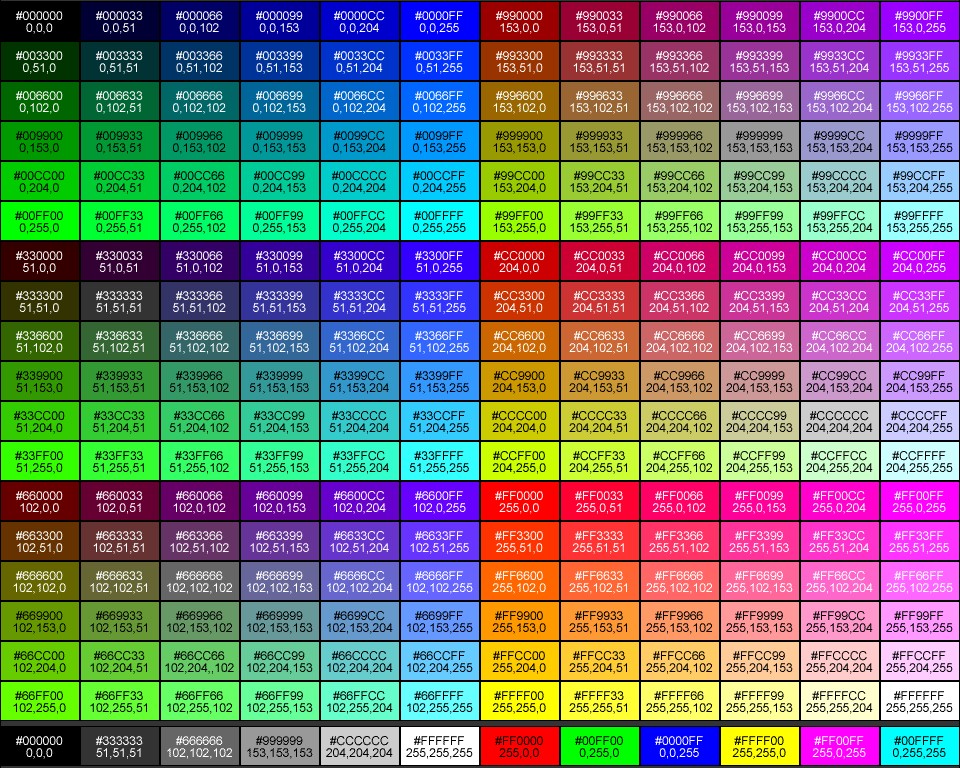 #000000 #000033 #000066 #000099 #0000CC #0000FF #990000 #990033 #990066 #990099 #9900CC #9900FF
0,0,0 0,0,51 0,0,102 0,0,153 0,0,204 0,0,255 153,0,0 153,0,51 153,0,102 153,0,153 153,0,204 153,0,255
#003300 #003333 #003366 #003399 #0033CC #0033FF #993300 #993333 #993366 #993399 #9933CC #9933FF
0,51,0 0,51,51 0,51,102 0,51,153 0,51,204 0,51,255 153,51,0 153,51,51 153,51,102 153,51,153 153,51,204 153,51,255
#006600 #006633 #006666 #006699 #0066CC #0066FF #996600 #996633 #996666 #996699 #9966CC #9966FF
0,102,0 0,102,51 0,102,102 0,102,153 0,102,204 0,102,255 153,102,0 153,102,51 153,102,102 153,102,153 153,102,204 153,102,255
#009900 #009933 #009966 #009999 #0099CC #0099FF #999900 #999933 #999966 #999999 #9999CC #9999FF
0,153,0 0,153,51 0,153,102 0,153,153 0,153,204 0,153,255 153,153,0 153,153,51 153,153,102 153,153,153 153,153,204 153,153,255
#00CC00 #00CC33 #00CC66 #00CC99 #00CCCC #00CCFF #99CC00 #99CC33 #99CC66 #99CC99 #99CCCC #99CCFF
0,204,0 0,204,51 0,204,102 0,204,153 0,204,204 0,204,255 153,204,0 153,204,51 153,204,102 153,204,153 153,204,204 153,204,255
#00FF00 #00FF33 #00FF66 #00FF99 #00FFCC #00FFFF #99FF00 #99FF33 #99FF66 #99FF99 #99FFCC #99FFFF
0,255,0 0,255,51 0,255,102 0,255,153 0,255,204 0,255,255 153,255,0 153,255,51 153,255,102 153,255,153 153,255,204 153,255,255
#330000 #330033 #330066 #330099 #3300CC #3300FF #CC0000 #CC0033 #CC0066 #CC0099 #CC00CC #CC00FF
51,0,0 51,0,51 51,0,102 51,0,153 51,0,204 51,0,255 204,0,0 204,0,51 204,0,102 204,0,153 204,0,204 204,0,255
#333300 #333333 #333366 #333399 #3333CC #3333FF #CC3300 #CC3333 #CC3366 #CC3399 #CC33CC #CC33FF
51,51,0 51,51,51 51,51,102 51,51,153 51,51,204 51,51,255 204,51,0 204,51,51 204,51,102 204,51,153 204,51,204 204,51,255
#336600 #336633 #336666 #336699 #3366CC #3366FF #CC6600 #CC6633 #CC6666 #CC6699 #CC66CC #CC66FF
51,102,0 51,102,51 51,102,102 51,102,153 51,102,204 51,102,255 204,102,0 204,102,51 204,102,102 204,102,153 204,102,204 204,102,255
#339900 #339933 #339966 #339999 #3399CC #3399FF #CC9900 #CC9933 #CC9966 #CC9999 #CC99CC #CC99FF
51,153,0 51,153,51 51,153,102 51,153,153 51,153,204 51,153,255 204,153,0 204,153,51 204,153,102 204,153,153 204,153,204 204,153,255
#33CC00 #33CC33 #33CC66 #33CC99 #33CCCC #33CCFF #CCCC00 #CCCC33 #CCCC66 #CCCC99 #CCCCCC #CCCCFF
51,204,0 51,204,51 51,204,,102 51,204,153 51,204,204 51,204,255 204,204,0 204,204,51 204,204,102 204,204,153 204,204,204 204,204,255
#33FF00 #33FF33 #33FF66 #33FF99 #33FFCC #33FFFF #CCFF00 #CCFF33 #CCFF66 #CCFF99 #CCFFCC #CCFFFF
51,255,0 51,255,51 51,255,102 51,255,153 51,255,204 51,255,255 204,255,0 204,255,51 204,255,102 204,255,153 204,255,204 204,255,255
#660000 #660033 #660066 #660099 #6600CC #6600FF #FF0000 #FF0033 #FF0066 #FF0099 #FF00CC #FF00FF
102,0,0 102,0,51 102,0,102 102,0,153 102,0,204 102,0,255 255,0,0 255,0,51 255,0,102 255,0,153 255,0,204 255,0,255
#663300 #663333 #663366 #663399 #6633CC #6633FF #FF3300 #FF3333 #FF3366 #FF3399 #FF33CC #FF33FF
102,51,0 102,51,51 102,51,102 102,51,153 102,51,204 102,51,255 255,51,0 255,51,51 255,51,102 255,51,153 255,51,204 255,51,255
#666600 #666633 #666666 #666699 #6666CC #6666FF #FF6600 #FF6633 #FF6666 #FF6699 #FF66CC #FF66FF
102,102,0 102,102,51 102,102,102 102,102,153 102,102,204 102,102,255 255,102,0 255,102,51 255,102,102 255,102,153 255,102,204 255,102,255
#669900 #669933 #669966 #669999 #6699CC #6699FF #FF9900 #FF9933 #FF9966 #FF9999 #FF99CC #FF99FF
102,153,0 102,153,51 102,153,102 102,153,153 102,153,204 102,153,255 255,153,0 255,153,51 255,153,102 255,153,153 255,153,204 255,153,255
#66CC00 #66CC33 #66CC66 #66CC99 #66CCCC #66CCFF #FFCC00 #FFCC33 #FFCC66 #FFCC99 #FFCCCC #FFCCFF
102,204,0 102,204,51 102,204,,102 102,204,153 102,204,204 102,204,255 255,204,0 255,204,51 255,204,102 255,204,153 255,204,204 255,204,255
#66FF00 #66FF33 #66FF66 #66FF99 #66FFCC #66FFFF #FFFF00 #FFFF33 #FFFF66 #FFFF99 #FFFFCC #FFFFFF
102,255,0 102,255,51 102,255,102 102,255,153 102,255,204 102,255,255 255,255,0 255,255,51 255,255,102 255,255,153 255,255,204 255,255,255
#000000 #333333 #666666 #999999 #CCCCCC #FFFFFF #FF0000 #00FF00 #0000FF #FFFF00 #FF00FF #00FFFF
0,0,0 51,51,51 102,102,102 153,153,153 204,204,204 255,255,255 255,0,0 0,255,0 0,0,255 255,255,0 255,0,255 0,255,255